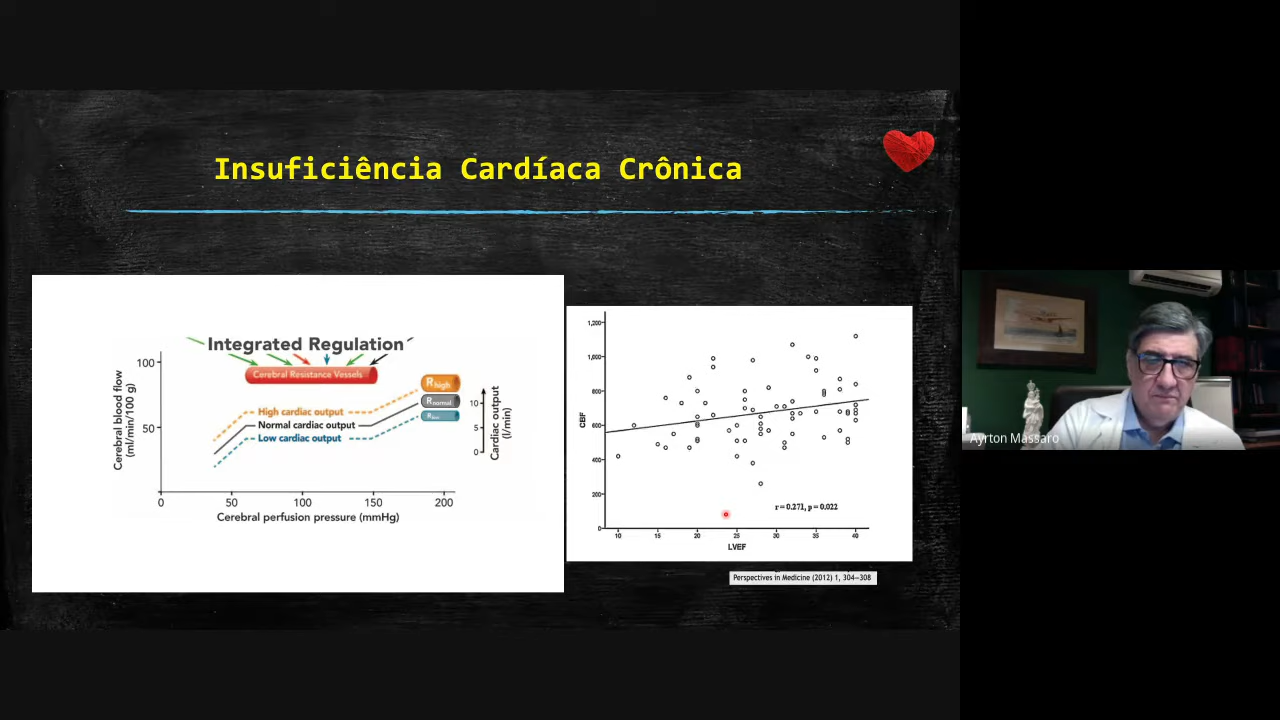 Insuficiência Cardíaca Crônica
Integrated Regulation
Cerebral Resistance Vessels
Cerebral blood flow
(ml/min/100 g)
100
50
High cardiac output
Normal cardiac output
Low cardiac output
R high
R normal
10
5
0
Cardiac output
(l/min)
0 50 100 150 200
Cerebral perfusion pressure (mmHg)
CBF
1,200
1,000
800
600
400
200
0
r = 0.271, p = 0.022
10 15 20 25 30 35 40
LVEF
Perspectives in Medicine (2012) 1, 304—308
Ayrton Massaro